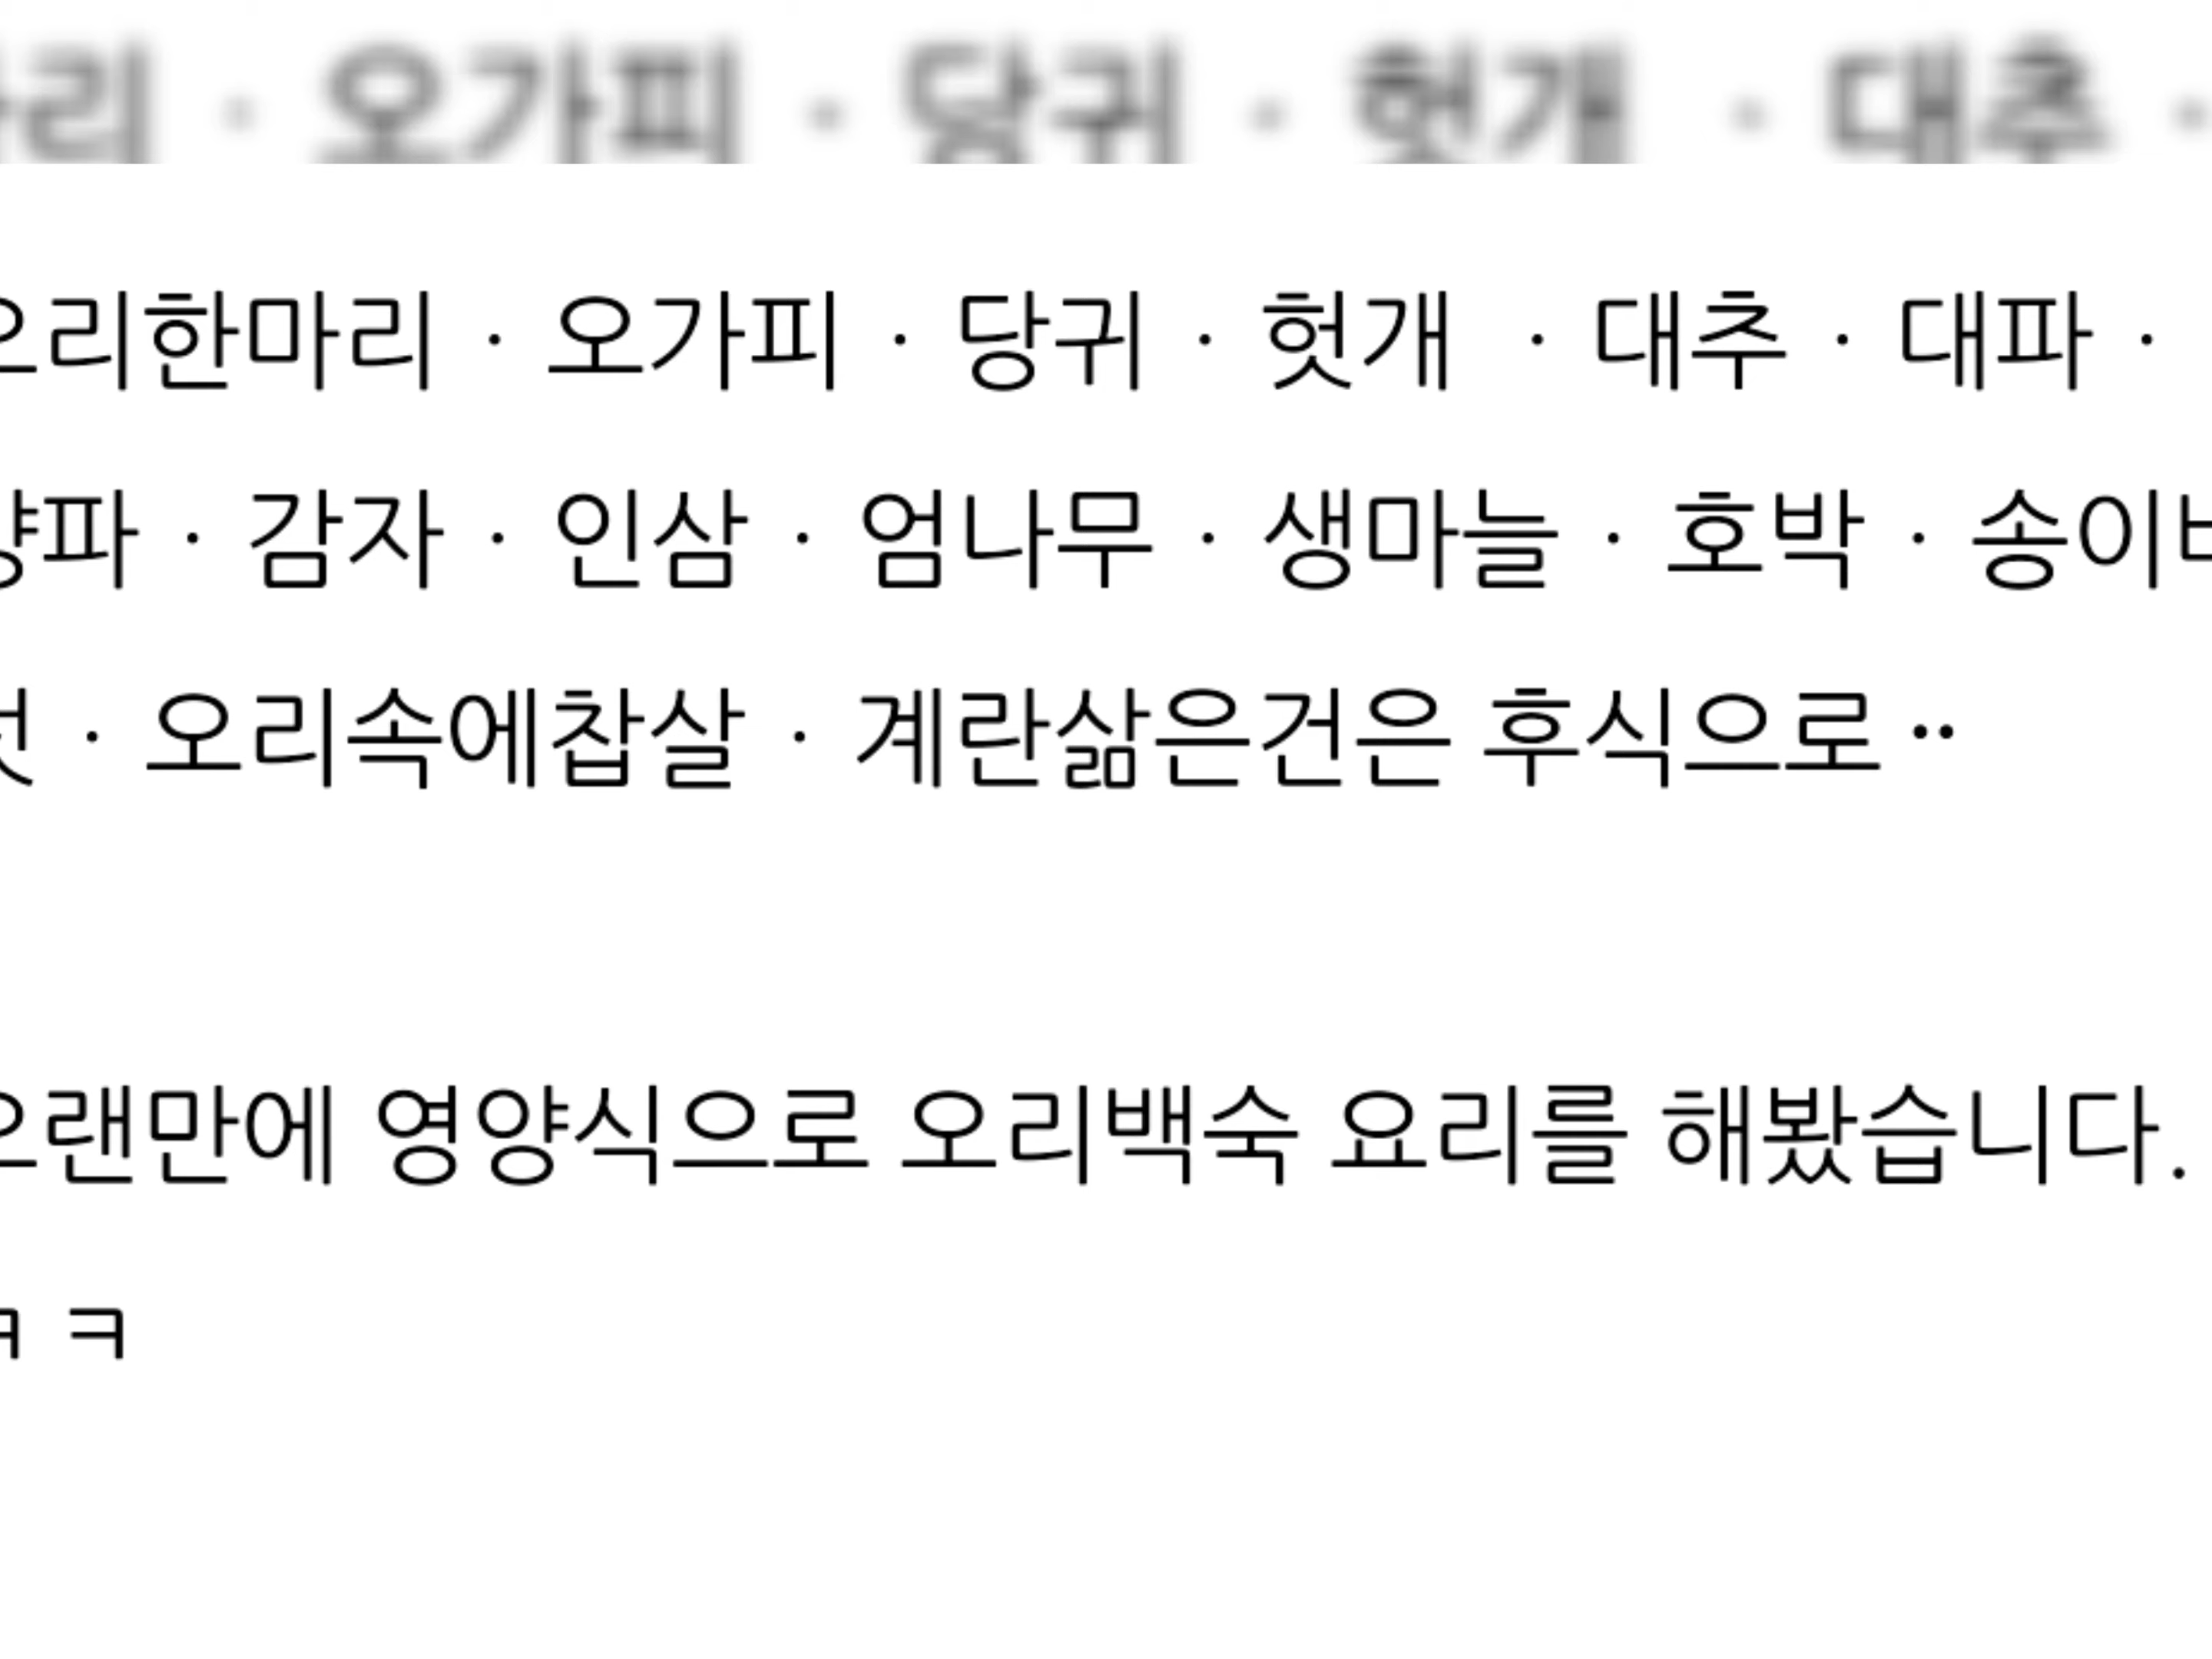 오가피 · 당귀 · 헛개 · 대추 ·
오리한마리 · 오가피 · 당귀 · 헛개 · 대추 · 대파 ·
양파 · 감자 · 인삼 · 엄나무 · 생마늘 · 호박 · 송이버
섯 · 오리속에찹살 · 계란삶은건은 후식으로 ··
오랜만에 영양식으로 오리백숙 요리를 해봤습니다.
ㅋ ㅋ